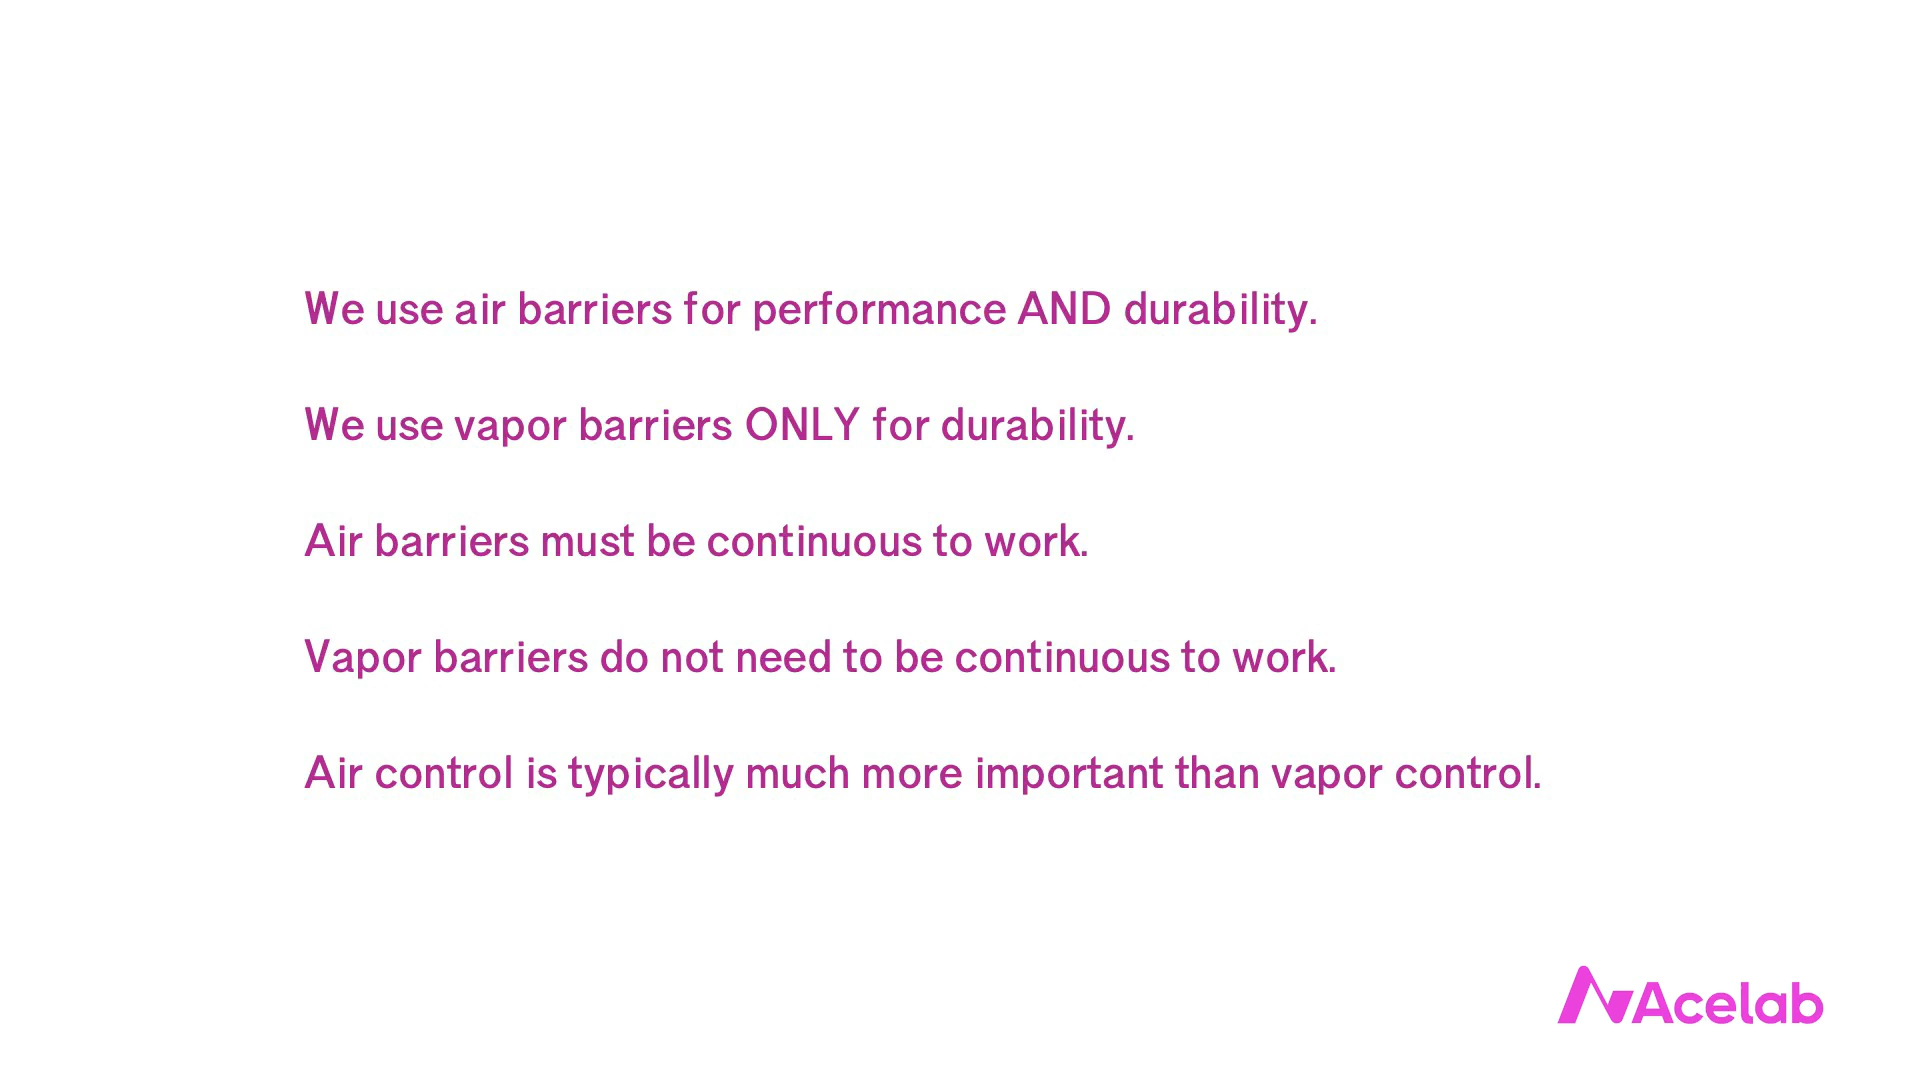 We use air barriers for performance AND durability.
We use vapor barriers ONLY for durability.
Air barriers must be continuous to work.
Vapor barriers do not need to be continuous to work.
Air control is typically much more important than vapor control.
Acelab